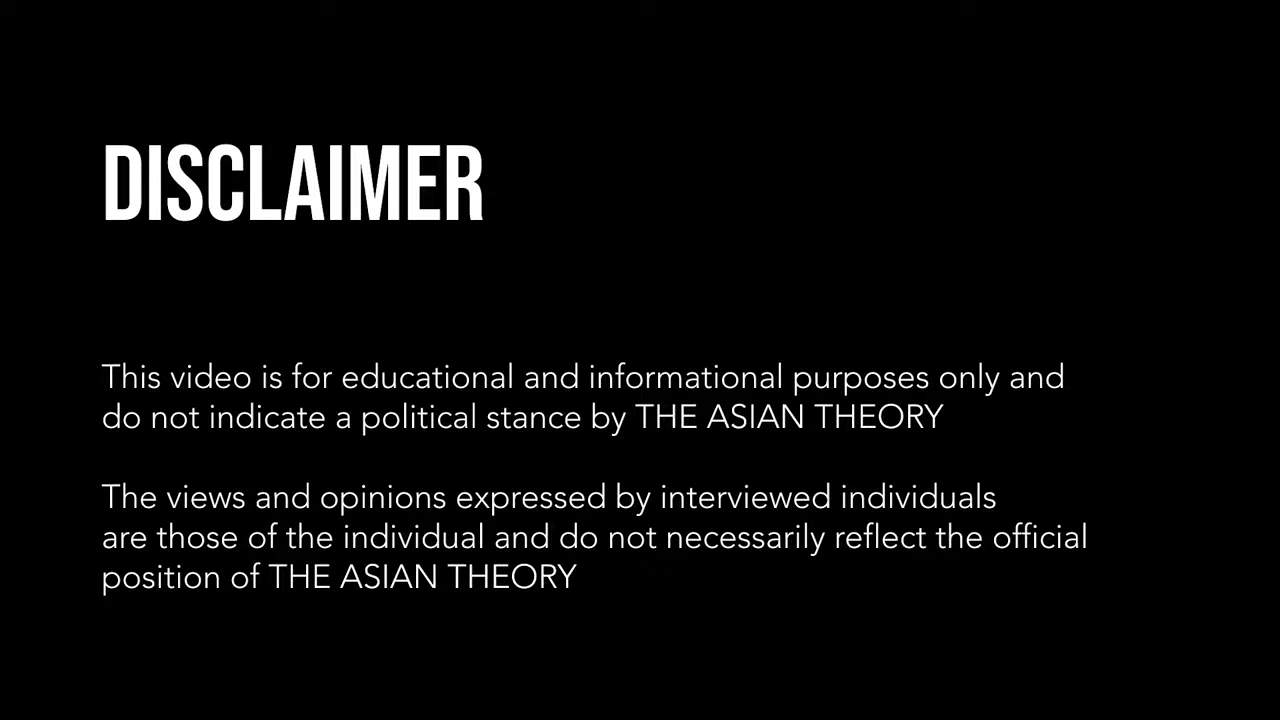 DISCLAIMER
This video is for educational and informational purposes only and
do not indicate a political stance by THE ASIAN THEORY
The views and opinions expressed by interviewed individuals
are those of the individual and do not necessarily reflect the official
position of THE ASIAN THEORY